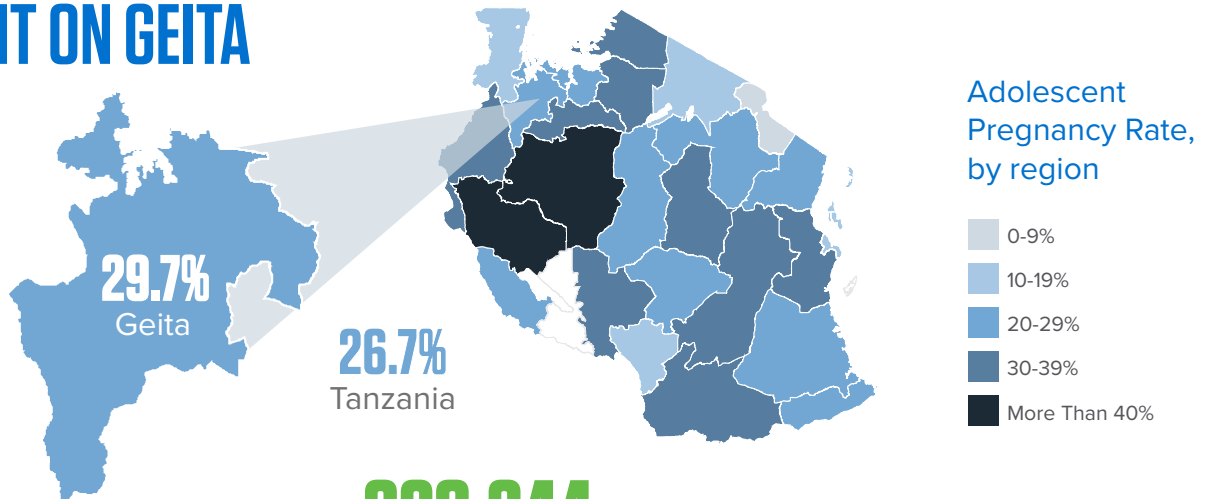 IT ON GEITA
29.7%
Geita
26.7%
Tanzania
Adolescent
Pregnancy Rate,
by region
0-9%
10-19%
20-29%
30-39%
More Than 40%